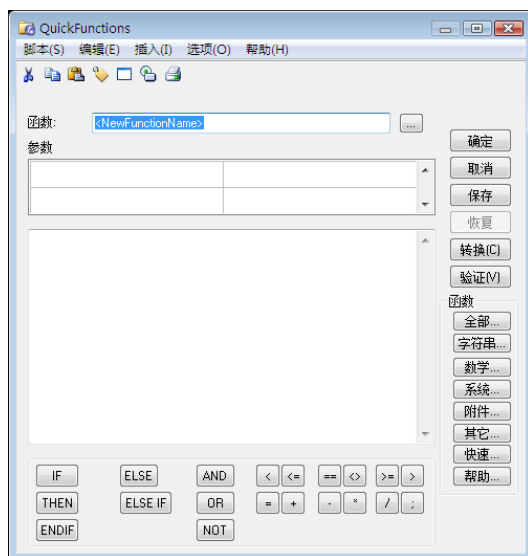 QuickFunctions
脚本(S) 编辑(E) 插入(I) 选项(O) 帮助(H)
函数: <NewFunctionName> ...
参数
确定
取消
保存
恢复
转换(C)
验证(V)
函数
全部...
字符串...
数学...
系统...
附件...
其它...
快速...
帮助...
IF ELSE AND < <= == <> >= >
THEN ELSE IF OR = + - * / ;
ENDIF NOT